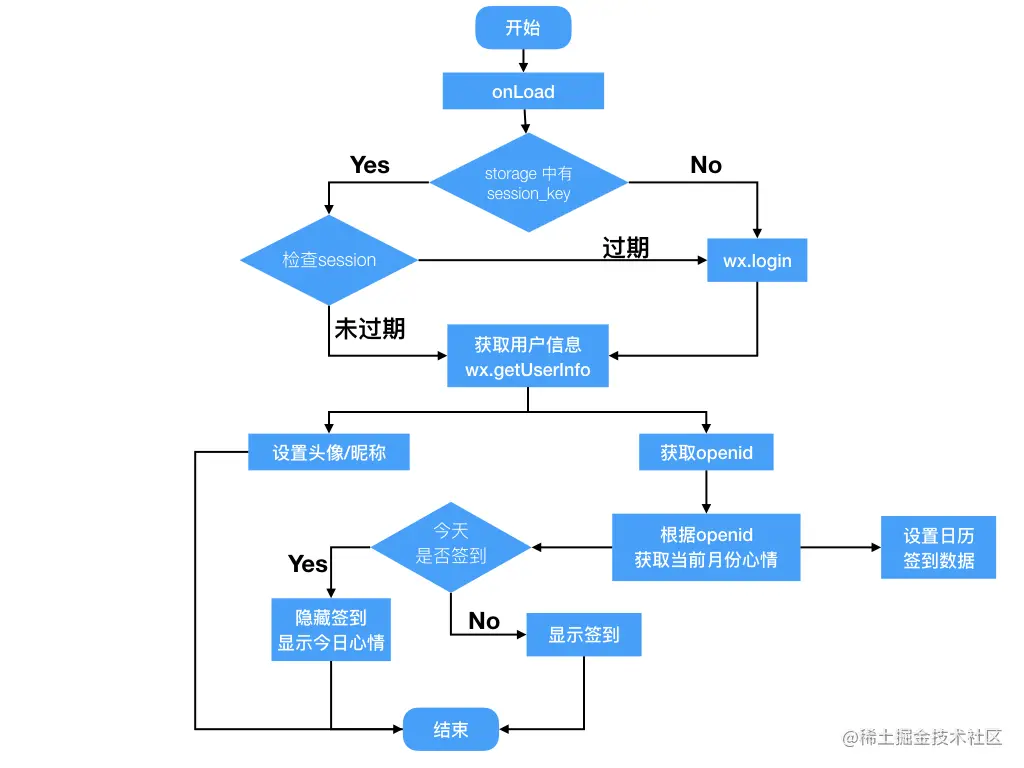 开始
onLoad
Yes
No
storage 中有
session_key
检查session
过期
wx.login
未过期
获取用户信息
wx.getUserInfo
设置头像/昵称
获取openid
今天
是否签到
根据openid
获取当前月份心情
设置日历
签到数据
Yes
隐藏签到
显示今日心情
No
显示签到
结束
@稀土掘金技术社区